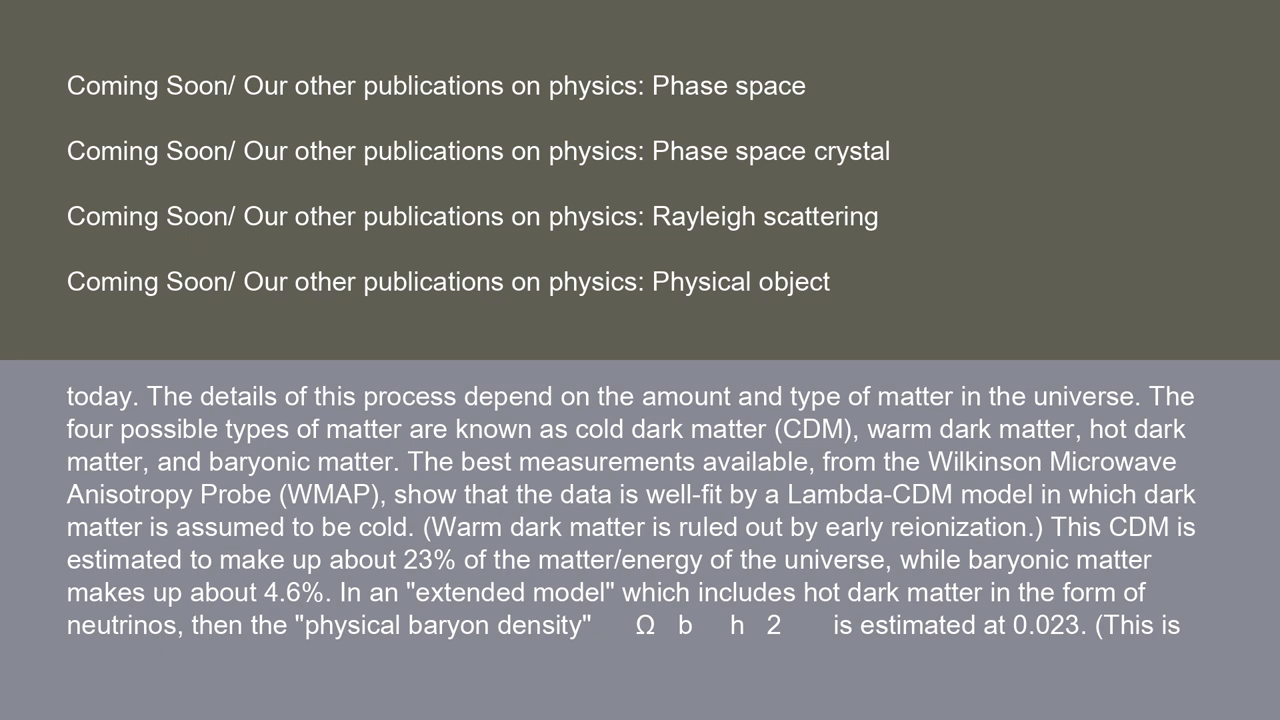 Coming Soon/ Our other publications on physics: Phase space
Coming Soon/ Our other publications on physics: Phase space crystal
Coming Soon/ Our other publications on physics: Rayleigh scattering
Coming Soon/ Our other publications on physics: Physical object
today. The details of this process depend on the amount and type of matter in the universe. The
four possible types of matter are known as cold dark matter (CDM), warm dark matter, hot dark
matter, and baryonic matter. The best measurements available, from the Wilkinson Microwave
Anisotropy Probe (WMAP), show that the data is well-fit by a Lambda-CDM model in which dark
matter is assumed to be cold. (Warm dark matter is ruled out by early reionization.) This CDM is
estimated to make up about 23% of the matter/energy of the universe, while baryonic matter
makes up about 4.6%. In an "extended model" which includes hot dark matter in the form of
neutrinos, then the "physical baryon density" Ω b h 2 is estimated at 0.023. (This is